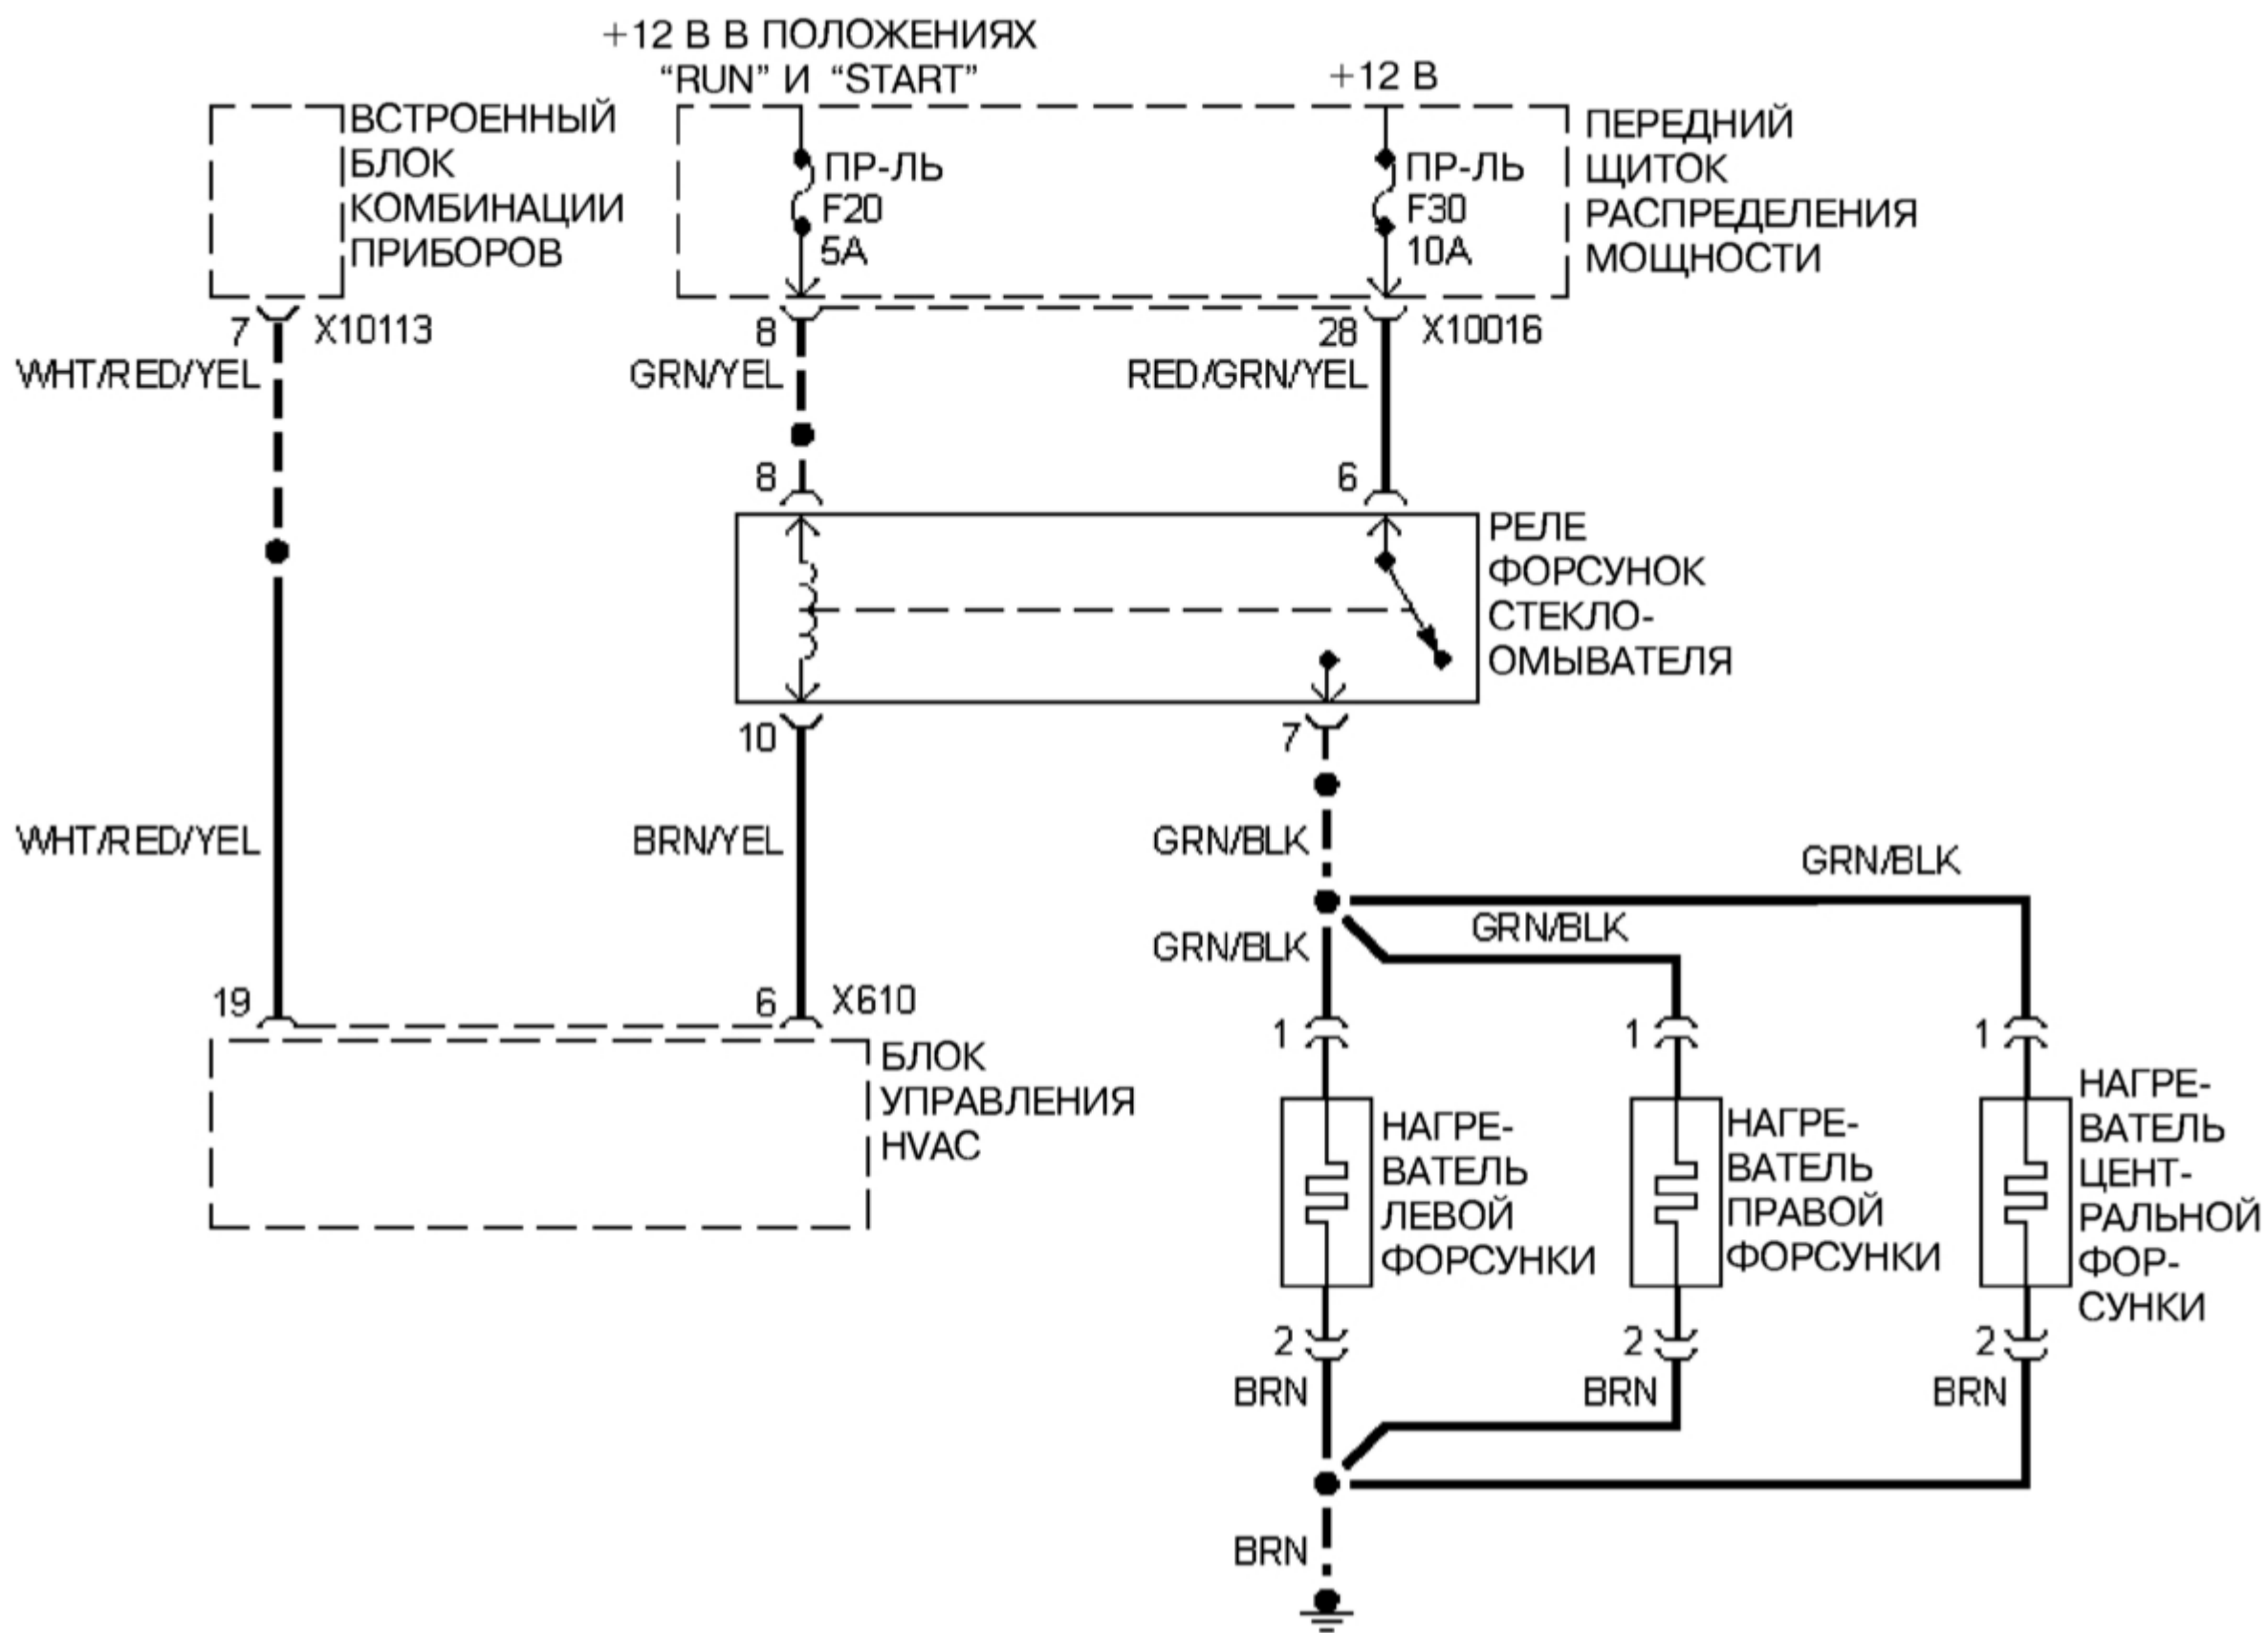 +12 В В ПОЛОЖЕНИЯХ
“RUN” И “START”
+12 В
ВСТРОЕННЫЙ
БЛОК
КОМБИНАЦИИ
ПРИБОРОВ
ПР-ЛЬ
F20
5A
ПР-ЛЬ
F30
10A
ПЕРЕДНИЙ
ЩИТОК
РАСПРЕДЕЛЕНИЯ
МОЩНОСТИ
7
X10113
8
28
X10016
WHT/RED/YEL
GRN/YEL
RED/GRN/YEL
8
6
РЕЛЕ
ФОРСУНОК
СТЕКЛО-
ОМЫВАТЕЛЯ
10
7
WHT/RED/YEL
BRN/YEL
GRN/BLK
GRN/BLK
GRN/BLK
GRN/BLK
19
6
X610
1
1
1
БЛОК
УПРАВЛЕНИЯ
HVAC
НАГРЕ-
ВАТЕЛЬ
ЛЕВОЙ
ФОРСУНКИ
НАГРЕ-
ВАТЕЛЬ
ПРАВОЙ
ФОРСУНКИ
НАГРЕ-
ВАТЕЛЬ
ЦЕНТ-
РАЛЬНОЙ
ФОР-
СУНКИ
2
2
2
BRN
BRN
BRN
BRN